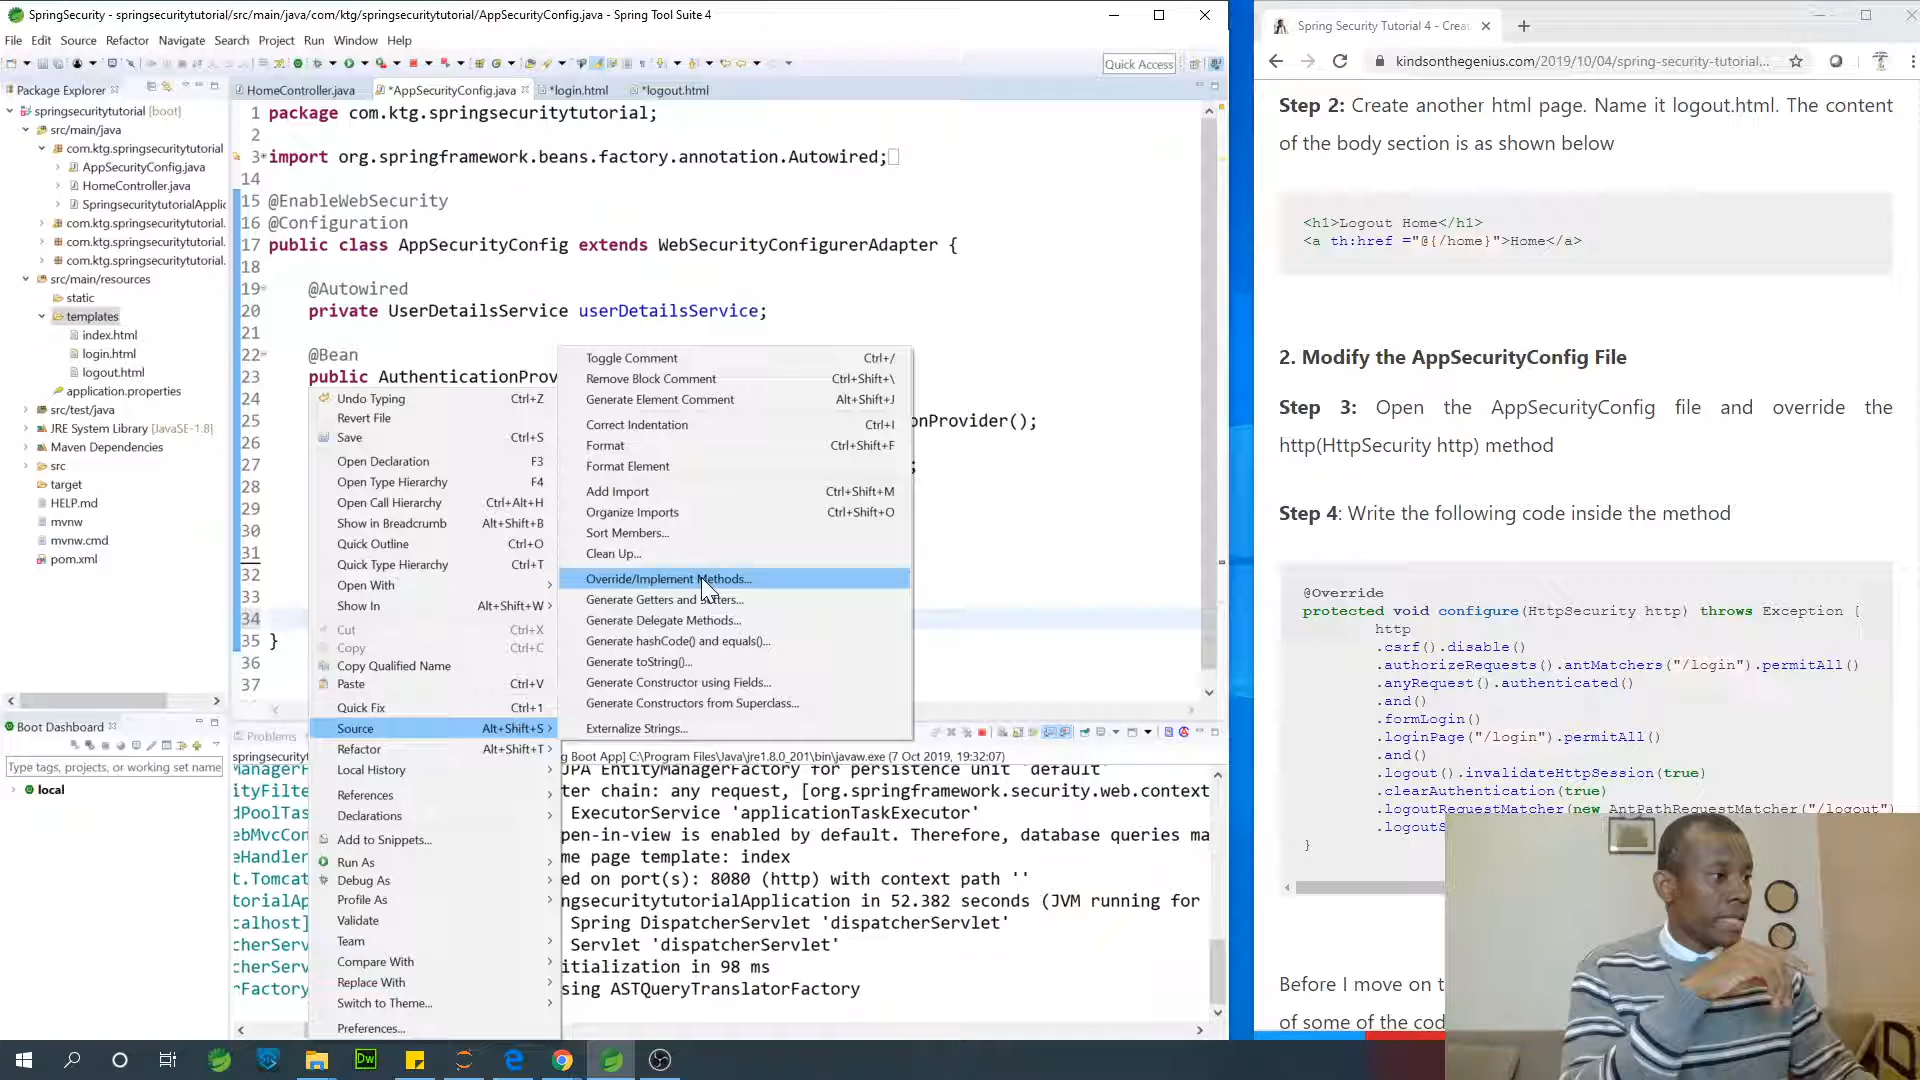 SpringSecurity - springsecuritytutorial/src/main/java/com/ktg/springsecuritytutorial/AppSecurityConfig.java - Spring Tool Suite 4
File Edit Source Refactor Navigate Search Project Run Window Help
Quick Access
Package Explorer
springsecuritytutorial [boot]
src/main/java
com.ktg.springsecuritytutorial
AppSecurityConfig.java
HomeController.java
SpringsecuritytutorialApplic
com.ktg.springsecuritytutorial.
com.ktg.springsecuritytutorial.
com.ktg.springsecuritytutorial.
src/main/resources
static
templates
index.html
login.html
logout.html
application.properties
src/test/java
JRE System Library [JavaSE-1.8]
Maven Dependencies
src
target
HELP.md
mvnw
mvnw.cmd
pom.xml
Boot Dashboard
Type tags, projects, or working set name
local
HomeController.java *AppSecurityConfig.java *login.html *logout.html
1 package com.ktg.springsecuritytutorial;
2
3 import org.springframework.beans.factory.annotation.Autowired;
14
15 @EnableWebSecurity
16 @Configuration
17 public class AppSecurityConfig extends WebSecurityConfigurerAdapter {
18
19 @Autowired
20 private UserDetailsService userDetailsService;
21
22 @Bean
23 public AuthenticationProv
24
25 onProvider();
26
27 ;
28
29
30
31
32
33
34
35 }
36
37
Undo Typing Ctrl+Z
Revert File
Save Ctrl+S
Open Declaration F3
Open Type Hierarchy F4
Open Call Hierarchy Ctrl+Alt+H
Show in Breadcrumb Alt+Shift+B
Quick Outline Ctrl+O
Quick Type Hierarchy Ctrl+T
Open With
Show In Alt+Shift+W
Cut Ctrl+X
Copy Ctrl+C
Copy Qualified Name
Paste Ctrl+V
Quick Fix Ctrl+1
Source Alt+Shift+S
Refactor Alt+Shift+T
Local History
References
Declarations
Add to Snippets...
Run As
Debug As
Profile As
Validate
Team
Compare With
Replace With
Switch to Theme...
Preferences...
Toggle Comment Ctrl+/
Remove Block Comment Ctrl+Shift+\
Generate Element Comment Alt+Shift+J
Correct Indentation Ctrl+I
Format Ctrl+Shift+F
Format Element
Add Import Ctrl+Shift+M
Organize Imports Ctrl+Shift+O
Sort Members...
Clean Up...
Override/Implement Methods...
Generate Getters and Setters...
Generate Delegate Methods...
Generate hashCode() and equals()...
Generate toString()...
Generate Constructor using Fields...
Generate Constructors from Superclass...
Externalize Strings...
Problems
springsecurity Boot App] C:\Program Files\Java\jre1.8.0_201\bin\javaw.exe (7 Oct 2019, 19:32:07)
ManagerF JPA EntityManagerFactory for persistence unit 'default'
ityFilte ter chain: any request, [org.springframework.security.web.context
dPoolTas ExecutorService 'applicationTaskExecutor'
ebMvcCon pen-in-view is enabled by default. Therefore, database queries ma
eHandler me page template: index
t.Tomcat ed on port(s): 8080 (http) with context path ''
torialAp ngsecuritytutorialApplication in 52.382 seconds (JVM running for
calhost] Spring DispatcherServlet 'dispatcherServlet'
cherServ Servlet 'dispatcherServlet'
cherServ itialization in 98 ms
rFactory sing ASTQueryTranslatorFactory
Spring Security Tutorial 4 - Creat
kindsonthegenius.com/2019/10/04/spring-security-tutorial...
Step 2: Create another html page. Name it logout.html. The content
of the body section is as shown below
<h1>Logout Home</h1>
<a th:href ="@{/home}">Home</a>
2. Modify the AppSecurityConfig File
Step 3: Open the AppSecurityConfig file and override the
http(HttpSecurity http) method
Step 4: Write the following code inside the method
@Override
protected void configure(HttpSecurity http) throws Exception {
http
.csrf().disable()
.authorizeRequests().antMatchers("/login").permitAll()
.anyRequest().authenticated()
.and()
.formLogin()
.loginPage("/login").permitAll()
.and()
.logout().invalidateHttpSession(true)
.clearAuthentication(true)
.logoutRequestMatcher(new AntPathRequestMatcher("/logout")
.logoutS
}
Before I move on t
of some of the cod
Dw